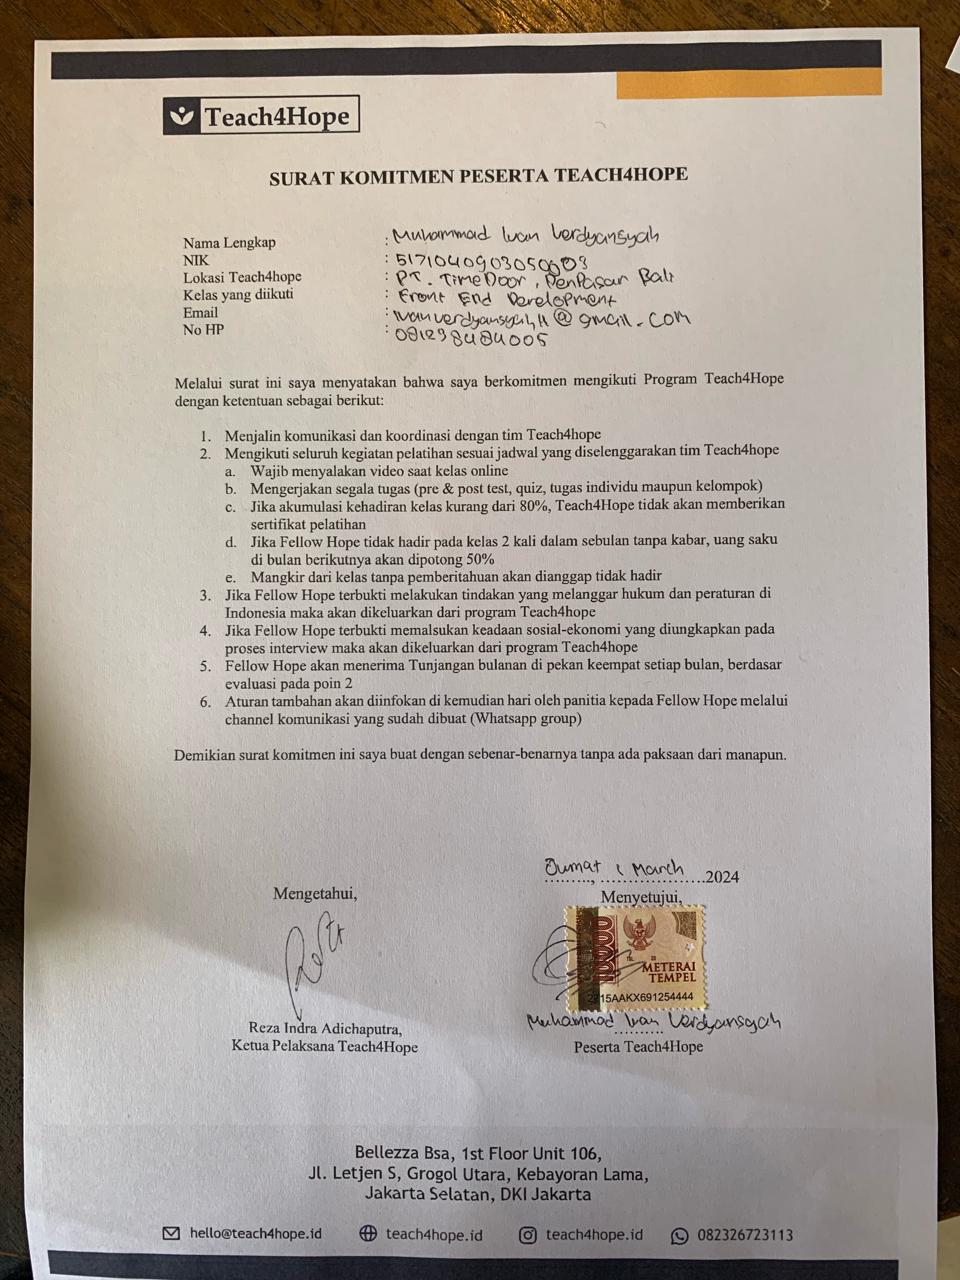 Teach4Hope
SURAT KOMITMEN PESERTA TEACH4HOPE
Nama Lengkap : Muhammad Ivan Verdyansyah
NIK : 5171040903050003
Lokasi Teach4hope : PT. TimeDoor, DenPasar Bali
Kelas yang diikuti : Front End Development
Email : ivanverdyansyah11@gmail.com
No HP : 081238484005
Melalui surat ini saya menyatakan bahwa saya berkomitmen mengikuti Program Teach4Hope
dengan ketentuan sebagai berikut:
1. Menjalin komunikasi dan koordinasi dengan tim Teach4hope
2. Mengikuti seluruh kegiatan pelatihan sesuai jadwal yang diselenggarakan tim Teach4hope
a. Wajib menyalakan video saat kelas online
b. Mengerjakan segala tugas (pre & post test, quiz, tugas individu maupun kelompok)
c. Jika akumulasi kehadiran kelas kurang dari 80%, Teach4Hope tidak akan memberikan
sertifikat pelatihan
d. Jika Fellow Hope tidak hadir pada kelas 2 kali dalam sebulan tanpa kabar, uang saku
di bulan berikutnya akan dipotong 50%
e. Mangkir dari kelas tanpa pemberitahuan akan dianggap tidak hadir
3. Jika Fellow Hope terbukti melakukan tindakan yang melanggar hukum dan peraturan di
Indonesia maka akan dikeluarkan dari program Teach4hope
4. Jika Fellow Hope terbukti memalsukan keadaan sosial-ekonomi yang diungkapkan pada
proses interview maka akan dikeluarkan dari program Teach4hope
5. Fellow Hope akan menerima Tunjangan bulanan di pekan keempat setiap bulan, berdasar
evaluasi pada poin 2
6. Aturan tambahan akan diinfokan di kemudian hari oleh panitia kepada Fellow Hope melalui
channel komunikasi yang sudah dibuat (Whatsapp group)
Demikian surat komitmen ini saya buat dengan sebenar-benarnya tanpa ada paksaan dari manapun.
Jumat 1 March 2024
Mengetahui,
Menyetujui,
10000
METERAI
TEMPEL
15AAKX691254444
Muhammad Ivan Verdyansyah
Reza Indra Adichaputra,
Ketua Pelaksana Teach4Hope
Peserta Teach4Hope
Bellezza Bsa, 1st Floor Unit 106,
Jl. Letjen S, Grogol Utara, Kebayoran Lama,
Jakarta Selatan, DKI Jakarta
hello@teach4hope.id teach4hope.id teach4hope.id 082326723113